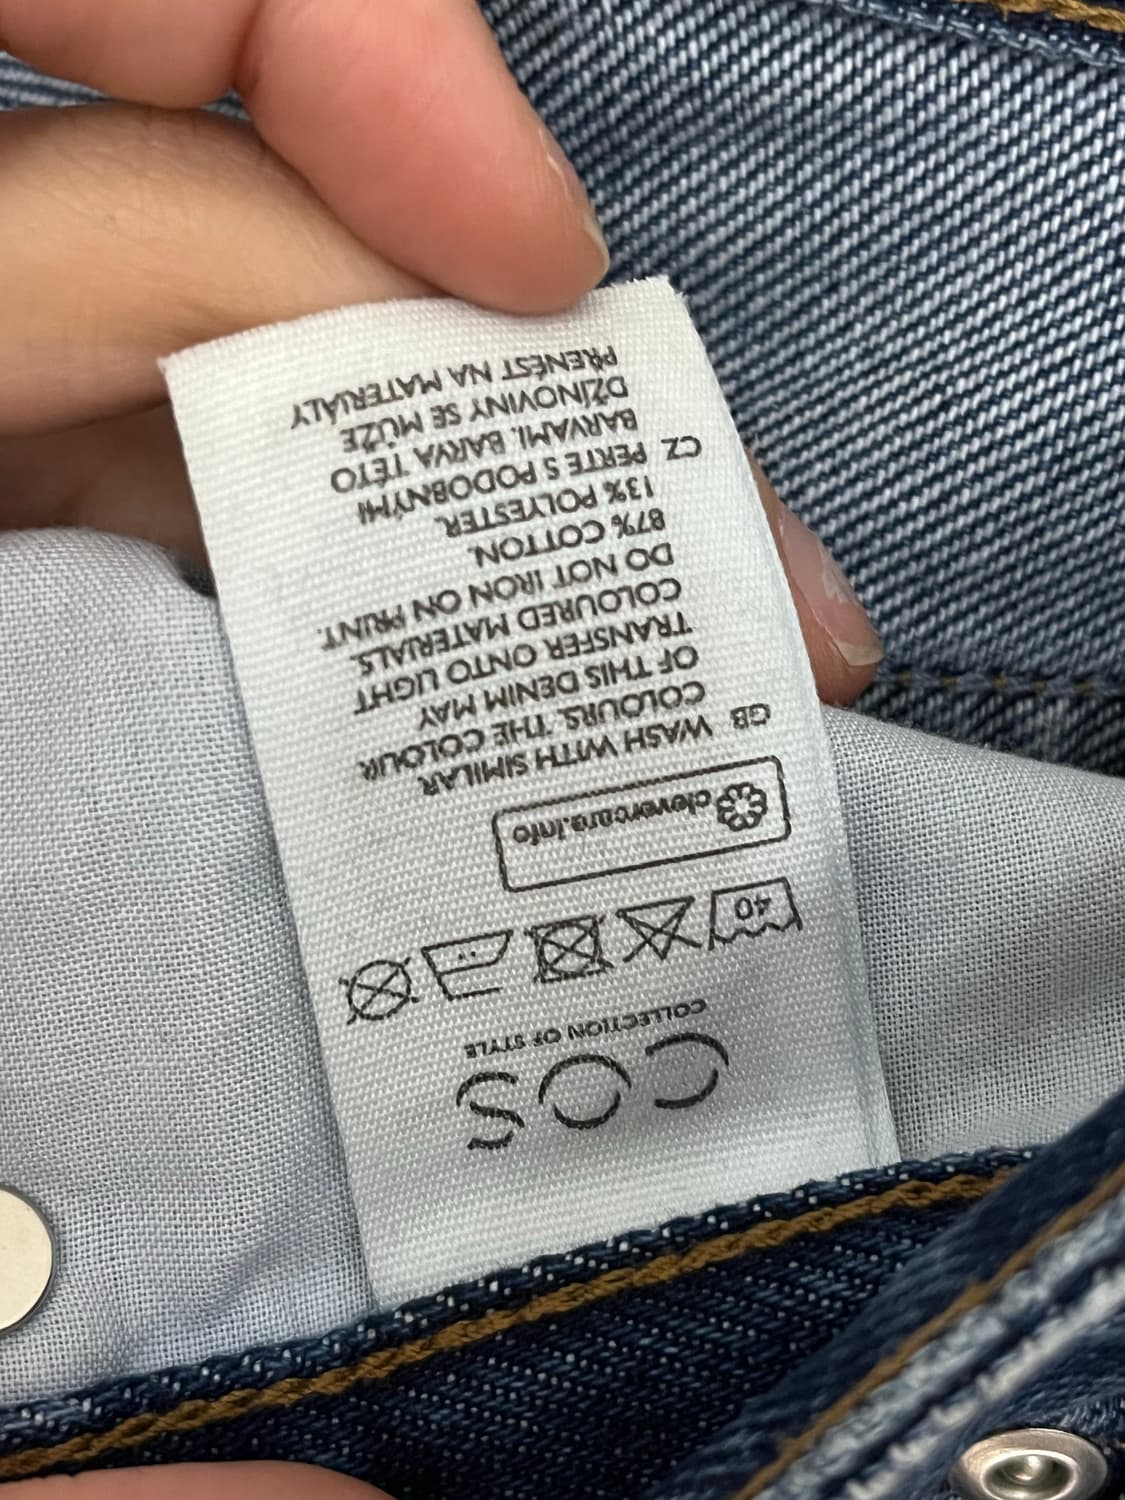 COS
COLLECTION OF STYLE
40
clevercare.info
GB WASH WITH SIMILAR
COLOURS. THE COLOUR
OF THIS DENIM MAY
TRANSFER ONTO LIGHT
COLOURED MATERIALS.
DO NOT IRON ON PRINT.
87% COTTON.
13% POLYESTER.
CZ PERTE S PODOBNÝMI
BARVAMI. BARVA TÉTO
DŽÍNOVINY SE MŮŽE
PŘENÉST NA MATERIÁLY